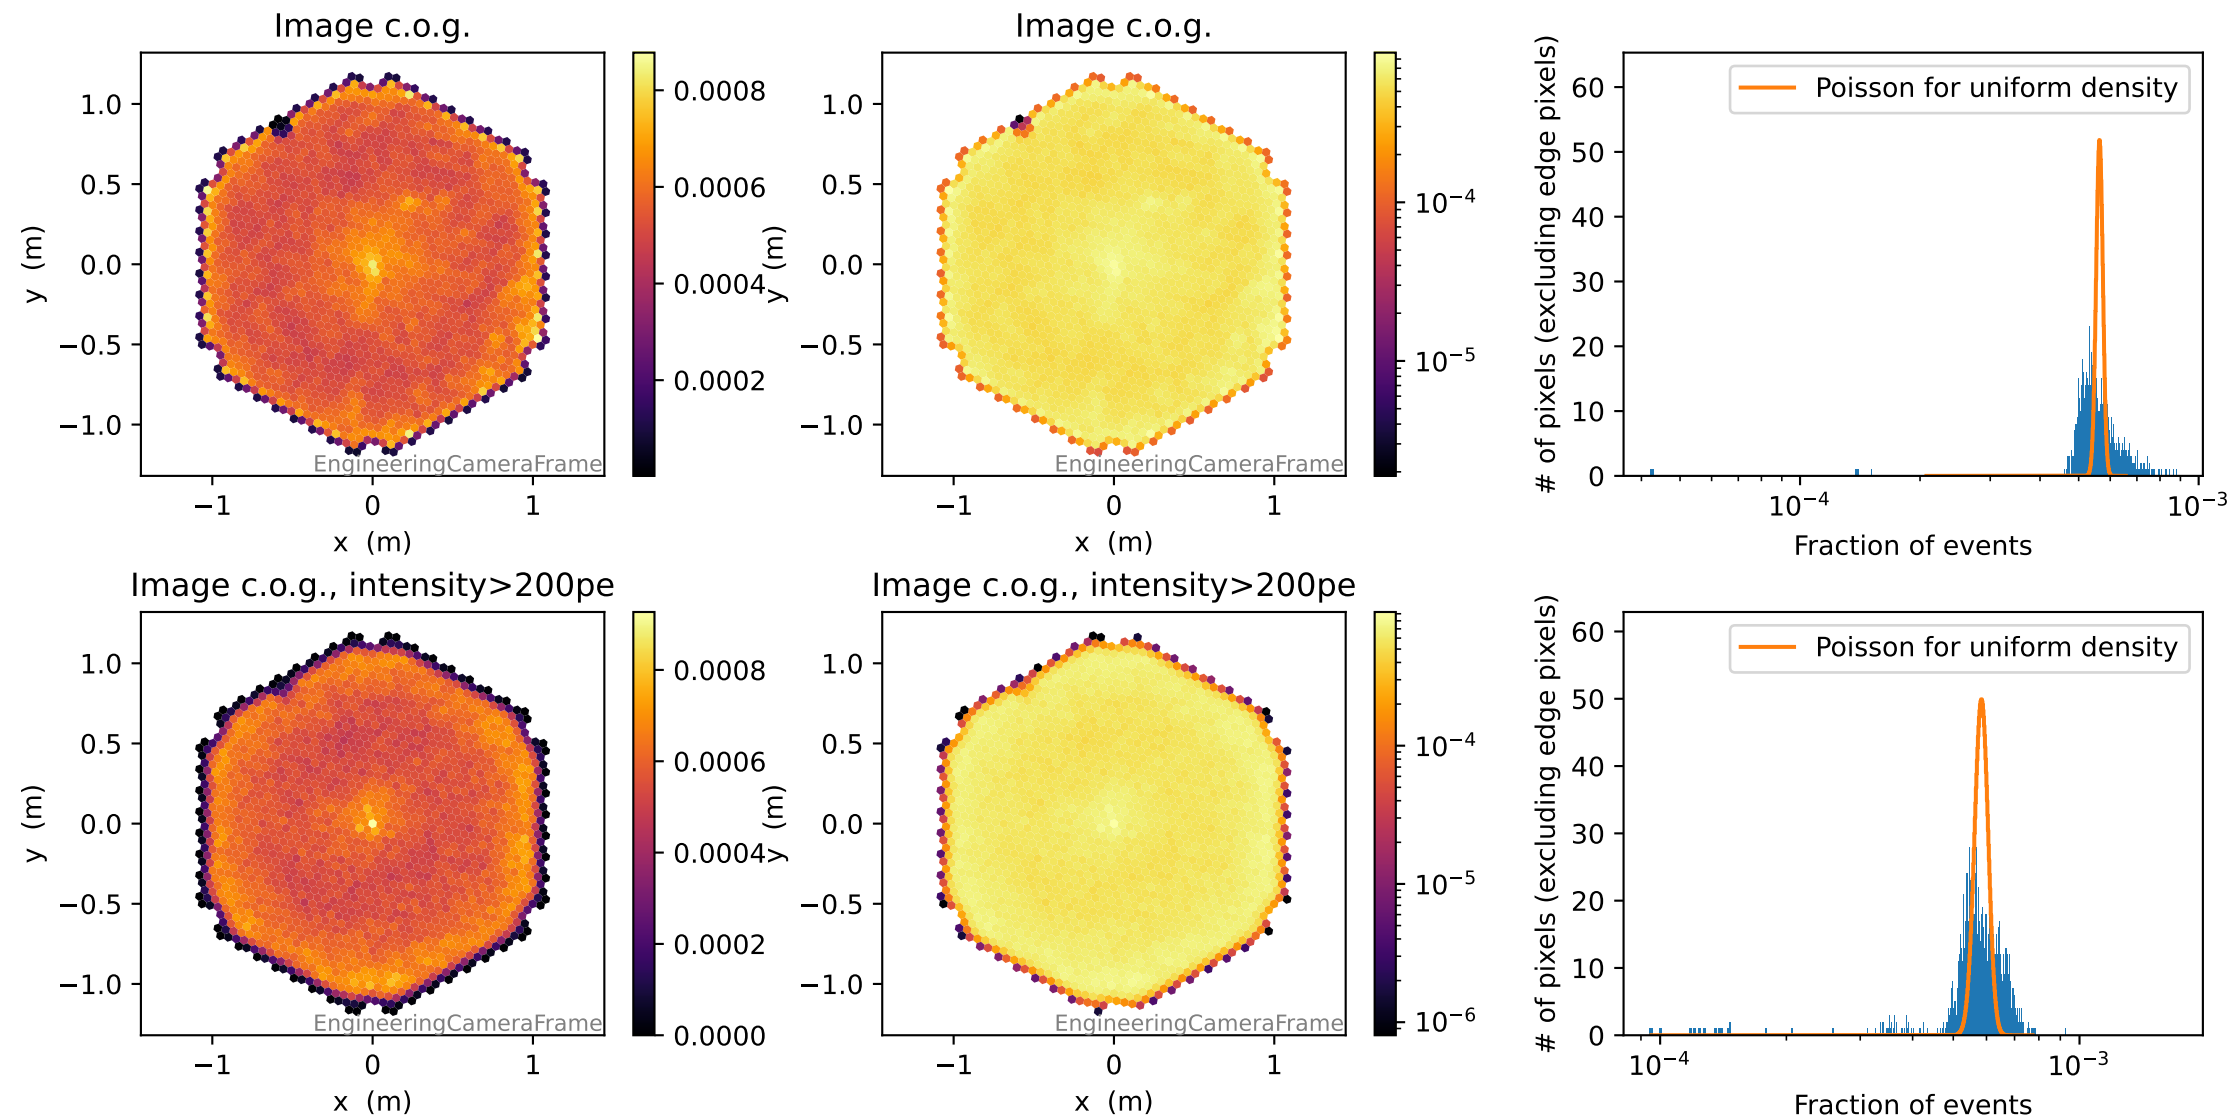 Image c.o.g.
1.0
0.5
0.0
−0.5
−1.0
y (m)
−1
0
1
x (m)
EngineeringCameraFrame
0.0008
0.0006
0.0004
0.0002
Image c.o.g.
1.0
0.5
0.0
−0.5
−1.0
y (m)
−1
0
1
x (m)
EngineeringCameraFrame
10⁻⁴
10⁻⁵
# of pixels (excluding edge pixels)
60
50
40
30
20
10
0
Poisson for uniform density
10⁻⁴
10⁻³
Fraction of events
Image c.o.g., intensity>200pe
1.0
0.5
0.0
−0.5
−1.0
y (m)
−1
0
1
x (m)
EngineeringCameraFrame
0.0008
0.0006
0.0004
0.0002
0.0000
Image c.o.g., intensity>200pe
1.0
0.5
0.0
−0.5
−1.0
y (m)
−1
0
1
x (m)
EngineeringCameraFrame
10⁻⁴
10⁻⁵
10⁻⁶
# of pixels (excluding edge pixels)
60
50
40
30
20
10
0
Poisson for uniform density
10⁻⁴
10⁻³
Fraction of events